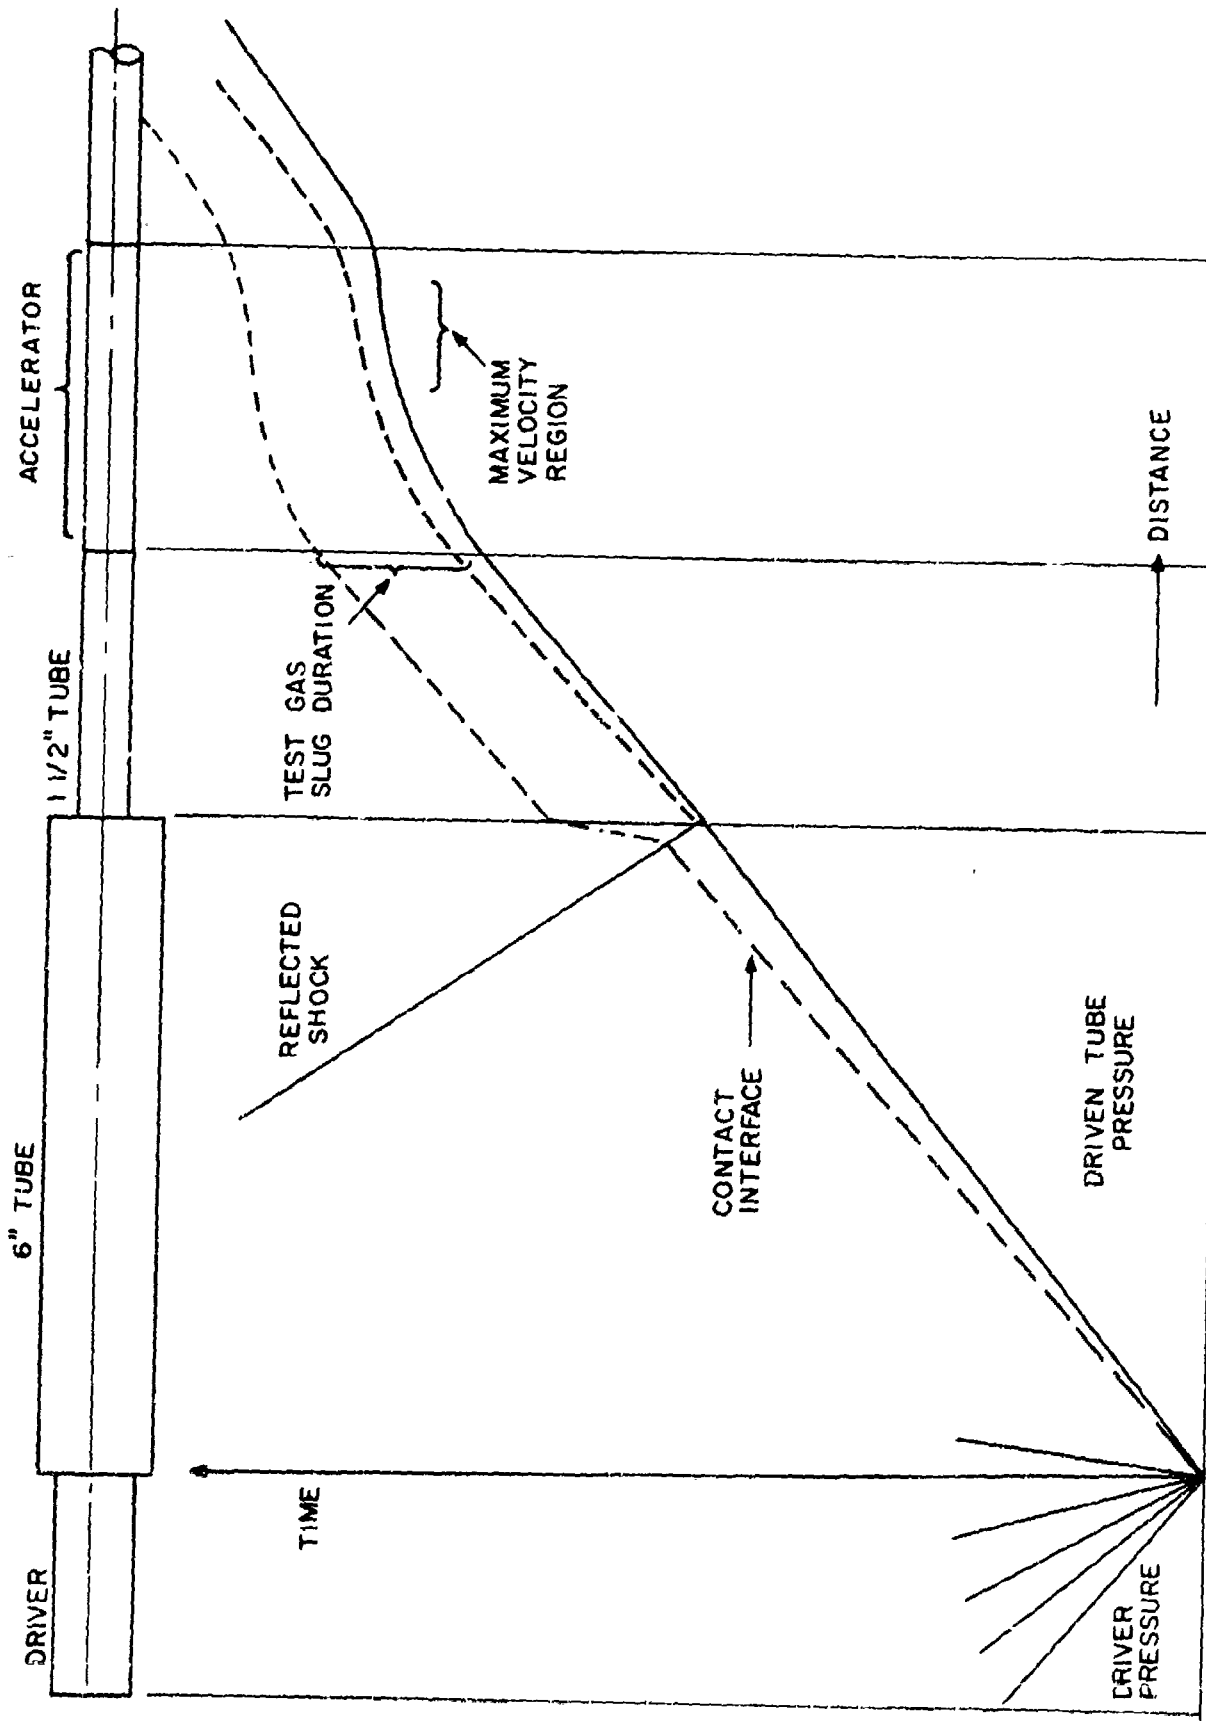 DRIVER
6" TUBE
1 1/2" TUBE
ACCELERATOR
TIME
REFLECTED
SHOCK
TEST GAS
SLUG DURATION
MAXIMUM
VELOCITY
REGION
CONTACT
INTERFACE
DRIVER
PRESSURE
DRIVEN TUBE
PRESSURE
DISTANCE